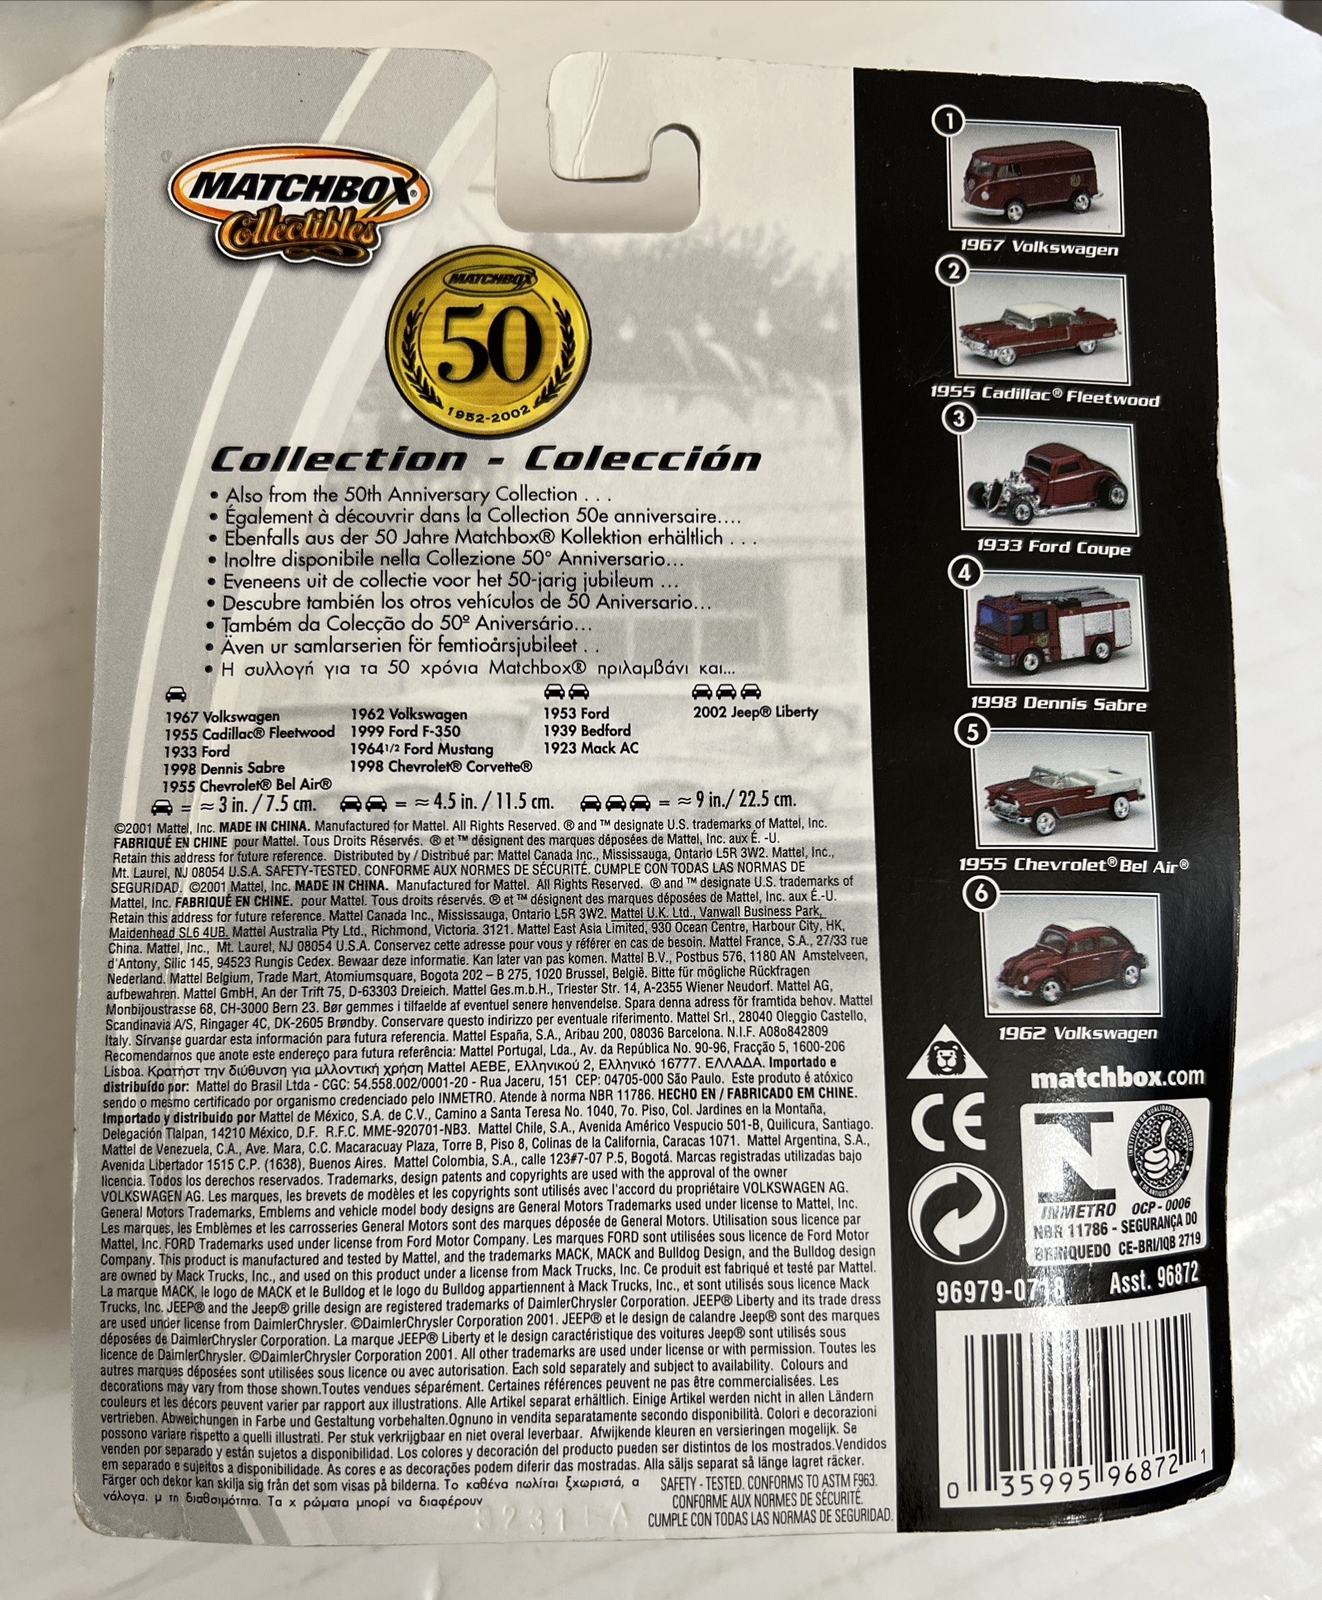 MATCHBOX®
Collectibles
MATCHBOX
50
1952-2002
Collection - Colección
• Also from the 50th Anniversary Collection . . .
• Également à découvrir dans la Collection 50e anniversaire....
• Ebenfalls aus der 50 Jahre Matchbox® Kollektion erhältlich . . .
• Inoltre disponibile nella Collezione 50° Anniversario...
• Eveneens uit de collectie voor het 50-jarig jubileum ...
• Descubre también los otros vehículos de 50 Aniversario...
• Também da Colecção do 50º Aniversário...
• Även ur samlarserien för femtioårsjubileet . .
• Η συλλογή για τα 50 χρόνια Matchbox® πριλαμβάνι και...
1967 Volkswagen
1955 Cadillac® Fleetwood
1933 Ford
1998 Dennis Sabre
1955 Chevrolet® Bel Air®
1962 Volkswagen
1999 Ford F-350
1964 1/2 Ford Mustang
1998 Chevrolet® Corvette®
1953 Ford
1939 Bedford
1923 Mack AC
2002 Jeep® Liberty
= ≈ 3 in. / 7.5 cm. = ≈ 4.5 in. / 11.5 cm. = ≈ 9 in./ 22.5 cm.
©2001 Mattel, Inc. MADE IN CHINA. Manufactured for Mattel. All Rights Reserved. ® and ™ designate U.S. trademarks of Mattel, Inc.
FABRIQUÉ EN CHINE pour Mattel. Tous Droits Réservés. ® et ™ désignent des marques déposées de Mattel, Inc. aux É. -U.
Retain this address for future reference. Distributed by / Distribué par: Mattel Canada Inc., Mississauga, Ontario L5R 3W2. Mattel, Inc.,
Mt. Laurel, NJ 08054 U.S.A. SAFETY-TESTED. CONFORME AUX NORMES DE SÉCURITÉ. CUMPLE CON TODAS LAS NORMAS DE
SEGURIDAD. ©2001 Mattel, Inc. MADE IN CHINA. Manufactured for Mattel. All Rights Reserved. ® and ™ designate U.S. trademarks of
Mattel, Inc. FABRIQUÉ EN CHINE. pour Mattel. Tous droits réservés. ® et ™ désignent des marques déposées de Mattel, Inc. aux É.-U.
Retain this address for future reference. Mattel Canada Inc., Mississauga, Ontario L5R 3W2. Mattel U.K. Ltd., Vanwall Business Park,
Maidenhead SL6 4UB. Mattel Australia Pty Ltd., Richmond, Victoria. 3121. Mattel East Asia Limited, 930 Ocean Centre, Harbour City, HK,
China. Mattel, Inc., Mt. Laurel, NJ 08054 U.S.A. Conservez cette adresse pour vous y référer en cas de besoin. Mattel France, S.A., 27/33 rue
d'Antony, Silic 145, 94523 Rungis Cedex. Bewaar deze informatie. Kan later van pas komen. Mattel B.V., Postbus 576, 1180 AN Amstelveen,
Nederland. Mattel Belgium, Trade Mart, Atomiumsquare, Bogota 202 – B 275, 1020 Brussel, België. Bitte für mögliche Rückfragen
aufbewahren. Mattel GmbH, An der Trift 75, D-63303 Dreieich. Mattel Ges.m.b.H., Triester Str. 14, A-2355 Wiener Neudorf. Mattel AG,
Monbijoustrasse 68, CH-3000 Bern 23. Bør gemmes i tilfaelde af eventuel senere henvendelse. Spara denna adress för framtida behov. Mattel
Scandinavia A/S, Ringager 4C, DK-2605 Brøndby. Conservare questo indirizzo per eventuale riferimento. Mattel Srl., 28040 Oleggio Castello,
Italy. Sírvanse guardar esta información para futura referencia. Mattel España, S.A., Aribau 200, 08036 Barcelona. N.I.F. A08o842809
Recomendamos que anote este endereço para futura referência: Mattel Portugal, Lda., Av. da República No. 90-96, Fracção 5, 1600-206
Lisboa. Κρατήστ την διύθυνση για μλλοντική χρήση Mattel ΑΕΒΕ, Ελληνικού 2, Ελληνικό 16777. ΕΛΛΑΔΑ. Importado e
distribuído por: Mattel do Brasil Ltda - CGC: 54.558.002/0001-20 - Rua Jaceru, 151 CEP: 04705-000 São Paulo. Este produto é atóxico
sendo o mesmo certificado por organismo credenciado pelo INMETRO. Atende à norma NBR 11786. HECHO EN / FABRICADO EM CHINE.
Importado y distribuido por Mattel de México, S.A. de C.V., Camino a Santa Teresa No. 1040, 7o. Piso, Col. Jardines en la Montaña,
Delegación Tlalpan, 14210 México, D.F. R.F.C. MME-920701-NB3. Mattel Chile, S.A., Avenida Américo Vespucio 501-B, Quilicura, Santiago.
Mattel de Venezuela, C.A., Ave. Mara, C.C. Macaracuay Plaza, Torre B, Piso 8, Colinas de la California, Caracas 1071. Mattel Argentina, S.A.,
Avenida Libertador 1515 C.P. (1638), Buenos Aires. Mattel Colombia, S.A., calle 123#7-07 P.5, Bogotá. Marcas registradas utilizadas bajo
licencia. Todos los derechos reservados. Trademarks, design patents and copyrights are used with the approval of the owner
VOLKSWAGEN AG. Les marques, les brevets de modèles et les copyrights sont utilisés avec l'accord du propriétaire VOLKSWAGEN AG.
General Motors Trademarks, Emblems and vehicle model body designs are General Motors Trademarks used under license to Mattel, Inc.
Les marques, les Emblèmes et les carrosseries General Motors sont des marques déposée de General Motors. Utilisation sous licence par
Mattel, Inc. FORD Trademarks used under license from Ford Motor Company. Les marques FORD sont utilisées sous licence de Ford Motor
Company. This product is manufactured and tested by Mattel, and the trademarks MACK, MACK and Bulldog Design, and the Bulldog design
are owned by Mack Trucks, Inc., and used on this product under a license from Mack Trucks, Inc. Ce produit est fabriqué et testé par Mattel.
La marque MACK, le logo de MACK et le Bulldog et le logo du Bulldog appartiennent à Mack Trucks, Inc., et sont utilisés sous licence Mack
Trucks, Inc. JEEP® and the Jeep® grille design are registered trademarks of DaimlerChrysler Corporation. JEEP® Liberty and its trade dress
are used under license from DaimlerChrysler. ©DaimlerChrysler Corporation 2001. JEEP® et le design de calandre Jeep® sont des marques
déposées de DaimlerChrysler Corporation. La marque JEEP® Liberty et le design caractéristique des voitures Jeep® sont utilisés sous
licence de DaimlerChrysler. ©DaimlerChrysler Corporation 2001. All other trademarks are used under license or with permission. Toutes les
autres marques déposées sont utilisées sous licence ou avec autorisation. Each sold separately and subject to availability. Colours and
decorations may vary from those shown.Toutes vendues séparément. Certaines références peuvent ne pas être commercialisées. Les
couleurs et les décors peuvent varier par rapport aux illustrations. Alle Artikel separat erhältlich. Einige Artikel werden nicht in allen Ländern
vertrieben. Abweichungen in Farbe und Gestaltung vorbehalten.Ognuno in vendita separatamente secondo disponibilità. Colori e decorazioni
possono variare rispetto a quelli illustrati. Per stuk verkrijgbaar en niet overal leverbaar. Afwijkende kleuren en versieringen mogelijk. Se
venden por separado y están sujetos a disponibilidad. Los colores y decoración del producto pueden ser distintos de los mostrados.Vendidos
em separado e sujeitos a disponibilidade. As cores e as decorações podem diferir das mostradas. Alla säljs separat så länge lagret räcker.
Färger och dekor kan skilja sig från det som visas på bilderna. Το καθένα πωλίται ξχωριστά, α
νάλογα. μ τη διαθσιμότητα. Τα χ ρώματα μπορί να διαφέρουν
SAFETY - TESTED. CONFORMS TO ASTM F963.
CONFORME AUX NORMES DE SÉCURITÉ.
CUMPLE CON TODAS LAS NORMAS DE SEGURIDAD.
1
1967 Volkswagen
2
1955 Cadillac® Fleetwood
3
1933 Ford Coupe
4
1998 Dennis Sabre
5
1955 Chevrolet® Bel Air®
6
1962 Volkswagen
matchbox.com
CE
INMETRO OCP - 0006
NBR 11786 - SEGURANÇA DO
BRINQUEDO CE-BRI/IQB 2719
96979-0718 Asst. 96872
0 35995 96872 1